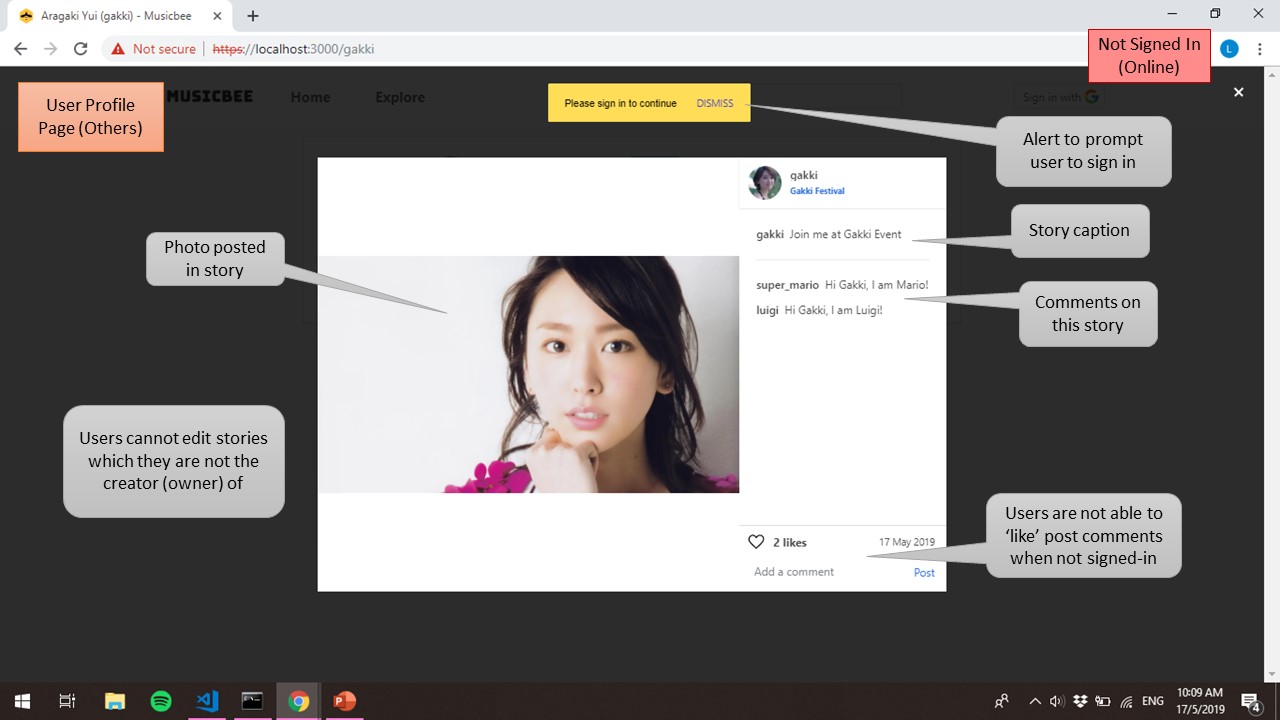 Aragaki Yui (gakki) - Musicbee
Not secure
https://localhost:3000/gakki
L
Not Signed In
(Online)
User Profile
Page (Others)
MUSICBEE
Home
Explore
Please sign in to continue
DISMISS
Sign in with G
Alert to prompt
user to sign in
gakki
Gakki Festival
Story caption
gakki Join me at Gakki Event
Photo posted
in story
super_mario Hi Gakki, I am Mario!
luigi Hi Gakki, I am Luigi!
Comments on
this story
Users cannot edit stories
which they are not the
creator (owner) of
Users are not able to
‘like’ post comments
when not signed-in
2 likes
17 May 2019
Add a comment
Post
ENG
10:09 AM
17/5/2019
4